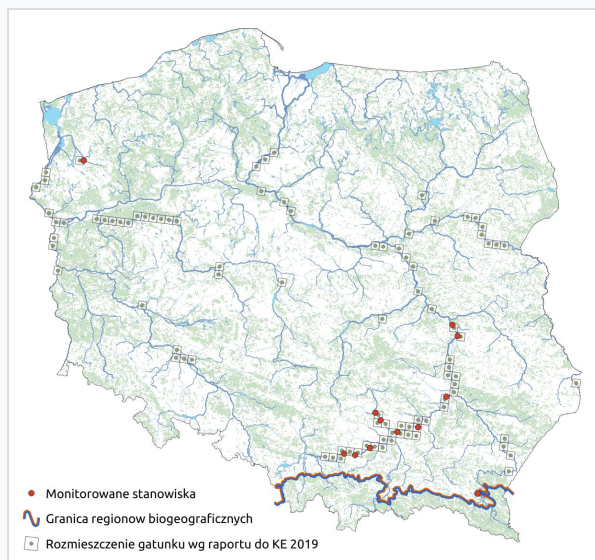 Monitorowane stanowiska
Granica regionow biogeograficznych
Rozmieszczenie gatunku wg raportu do KE 2019